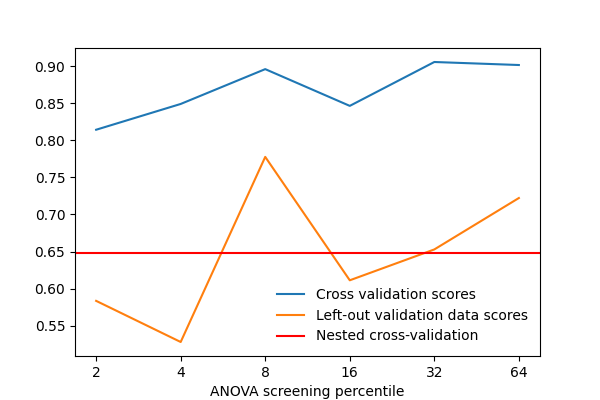 0.90
0.85
0.80
0.75
0.70
0.65
0.60
0.55
Cross validation scores
Left-out validation data scores
Nested cross-validation
2 4 8 16 32 64
ANOVA screening percentile